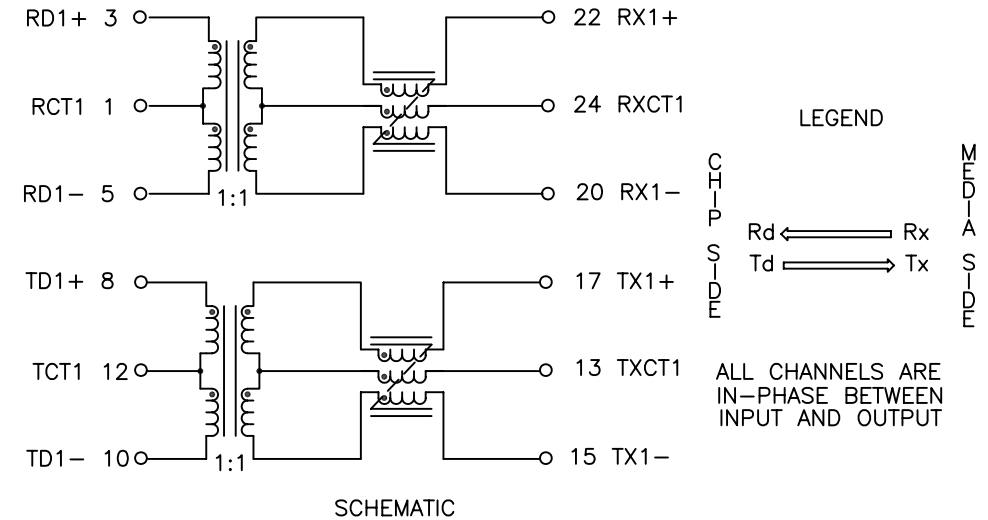 RD1+ 3
22 RX1+
RCT1 1
24 RXCT1
RD1− 5
1:1
20 RX1−
TD1+ 8
17 TX1+
TCT1 12
13 TXCT1
TD1− 10
1:1
15 TX1−
SCHEMATIC
LEGEND
CHIP SIDE
Rd
Rx
Td
Tx
MEDIA SIDE
ALL CHANNELS ARE
IN−PHASE BETWEEN
INPUT AND OUTPUT